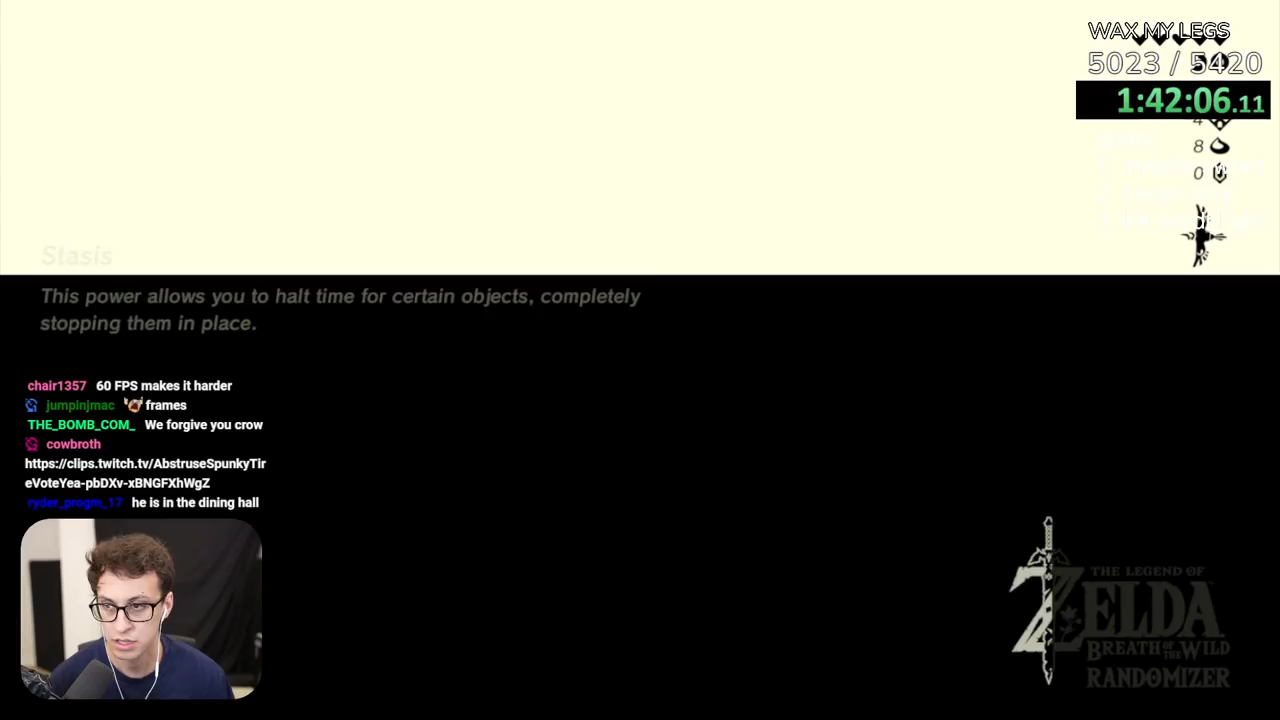 WAX MY LEGS
5023 / 5420
1:42:06.11
4
8
0
Stasis
This power allows you to halt time for certain objects, completely
stopping them in place.
chair1357 60 FPS makes it harder
jumpinjmac frames
THE_BOMB_COM_ We forgive you crow
cowbroth
https://clips.twitch.tv/AbstruseSpunkyTir
eVoteYea-pbDXv-xBNGFXhWgZ
ryder_progm_17 he is in the dining hall
THE LEGEND OF
ZELDA
BREATH OF THE WILD
RANDOMIZER